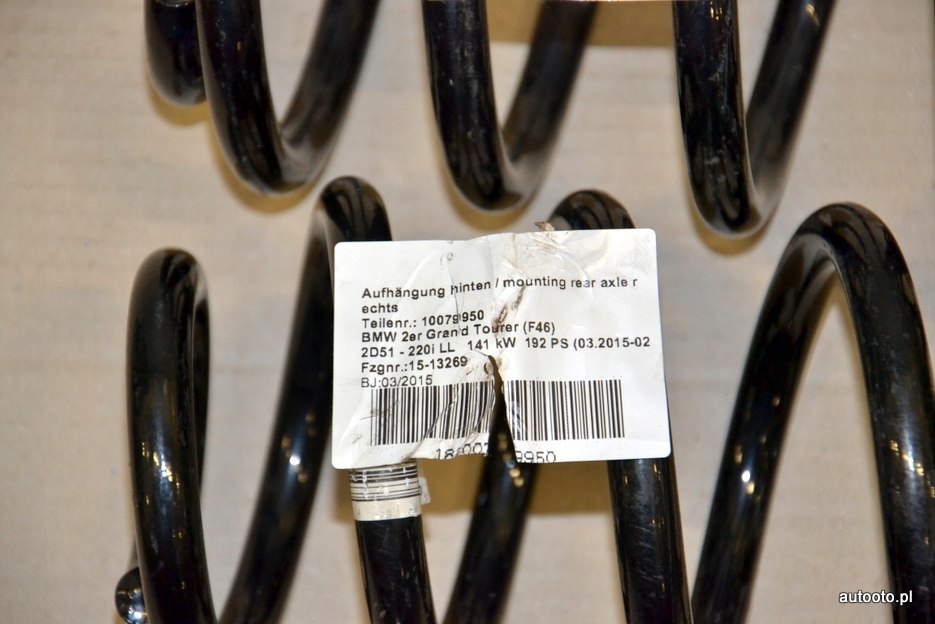 Aufhängung hinten / mounting rear axle r
echts
Teilenr.: 10079950
BMW 2er Grand Tourer (F46)
2D51 - 220i LL 141 kW 192 PS (03.2015-02
Fzgnr.:15-13269
BJ:03/2015
9950
autooto.pl